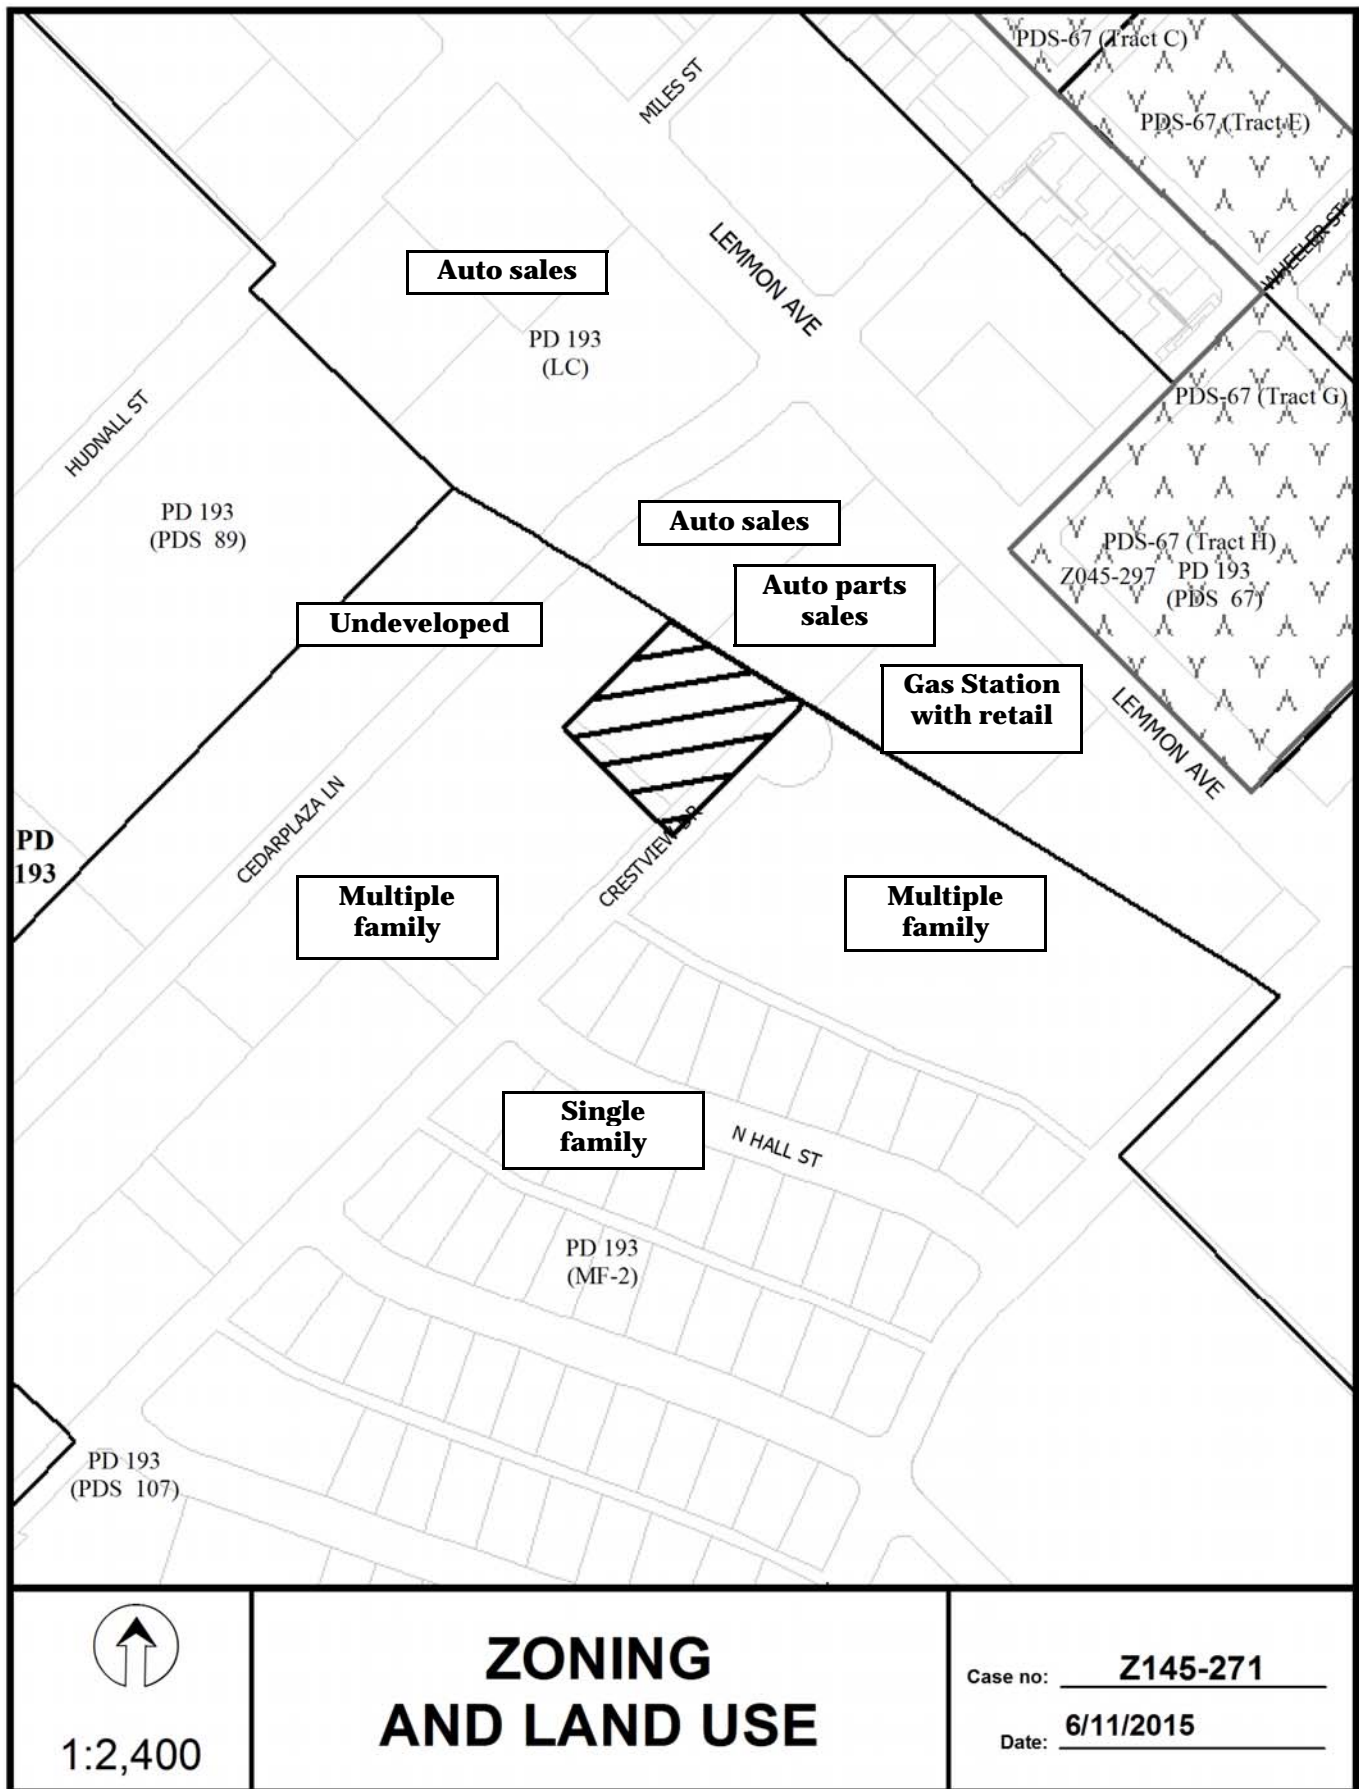 PDS-67 (Tract C)
MILES ST
PDS-67 (Tract E)
WHEELER ST
LEMMON AVE
Auto sales
PD 193
(LC)
HUDNALL ST
PDS-67 (Tract G)
PD 193
(PDS 89)
Auto sales
PDS-67 (Tract H)
Z045-297
PD 193
(PDS 67)
Auto parts
sales
Undeveloped
Gas Station
with retail
LEMMON AVE
PD
193
CEDARPLAZA LN
CRESTVIEW DR
Multiple
family
Multiple
family
Single
family
N HALL ST
PD 193
(MF-2)
PD 193
(PDS 107)
1:2,400
ZONING
AND LAND USE
Case no: Z145-271
Date: 6/11/2015